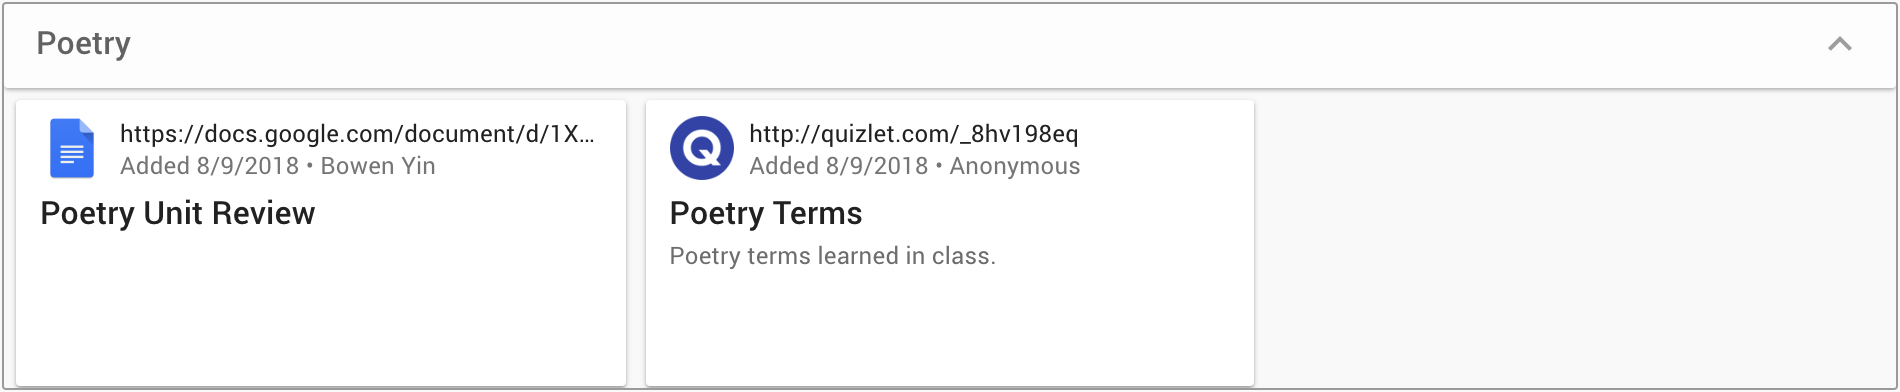 Poetry
https://docs.google.com/document/d/1X...
Added 8/9/2018 • Bowen Yin
Poetry Unit Review
http://quizlet.com/_8hv198eq
Added 8/9/2018 • Anonymous
Poetry Terms
Poetry terms learned in class.